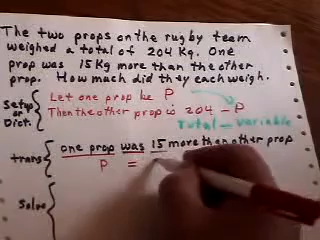 The two props on the rugby team
weighed a total of 204 Kg. One
prop was 15 Kg more than the other
prop. How much did they each weigh.
Setup or Dict. { Let one prop be P
Then the other prop is 204 - P
Total - variable
trans { one prop was 15 more than other prop
P =
Solve {